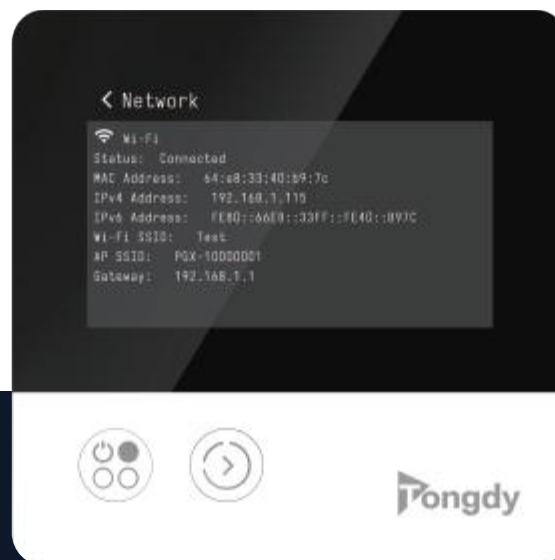 < Network
Wi-Fi
Status: Connected
MAC Address: 64:e8:33:40:b9:7c
IPv4 Address: 192.168.1.115
IPv6 Address: FE80::66E8::33FF::FE40::B97C
Wi-Fi SSID: Test
AP SSID: PGX-10000001
Gateway: 192.168.1.1
Tongdy